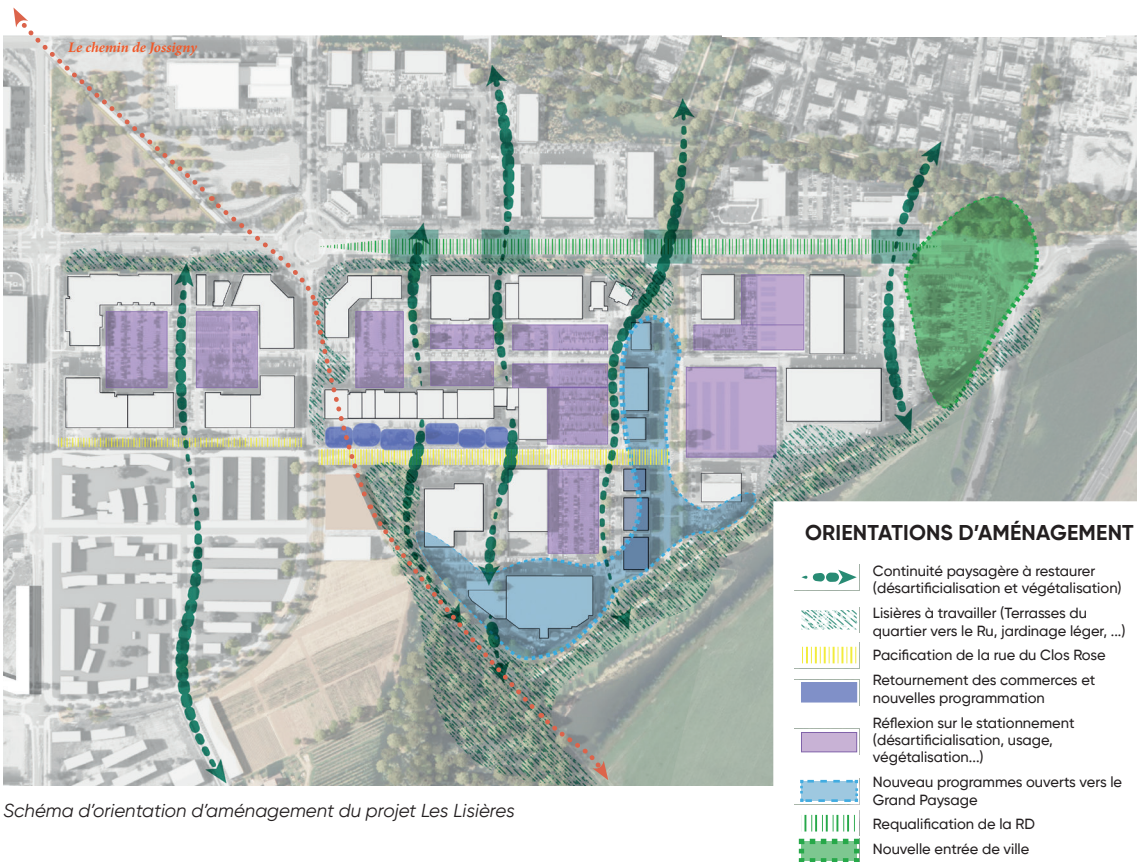 Le chemin de Jossigny
ORIENTATIONS D'AMÉNAGEMENT
Continuité paysagère à restaurer
(désartificialisation et végétalisation)
Lisières à travailler (Terrasses du
quartier vers le Ru, jardinage léger, ...)
Pacification de la rue du Clos Rose
Retournement des commerces et
nouvelles programmation
Réflexion sur le stationnement
(désartificialisation, usage,
végétalisation...)
Nouveau programmes ouverts vers le
Grand Paysage
Requalification de la RD
Nouvelle entrée de ville
Schéma d'orientation d'aménagement du projet Les Lisières